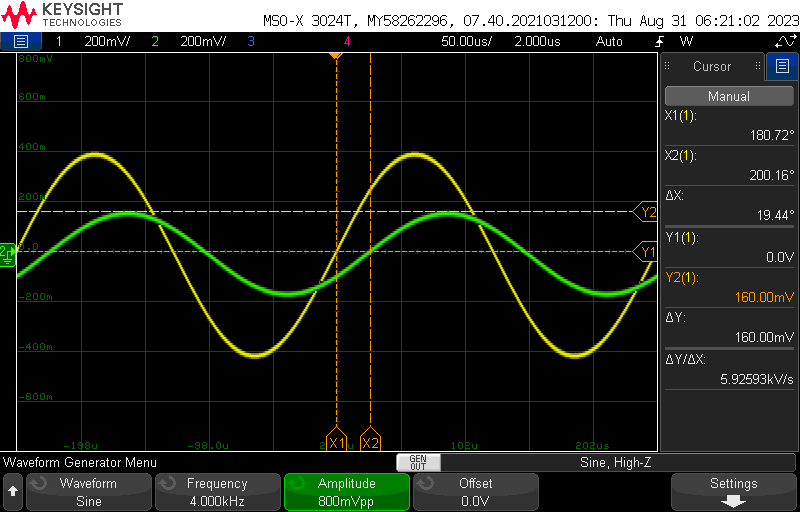 KEYSIGHT
TECHNOLOGIES
MSO-X 3024T, MY58262296, 07.40.2021031200: Thu Aug 31 06:21:02 2023
1 200mV/ 2 200mV/ 3 4 50.00us/ 2.000us Auto W
800mV
600m
400m
200m
0.0
-200m
-400m
-600m
2
Y2
Y1
X1 X2
-198u -98.0u 102u 202us
Cursor
Manual
X1(1):
180.72°
X2(1):
200.16°
ΔX:
19.44°
Y1(1):
0.0V
Y2(1):
160.00mV
ΔY:
160.00mV
ΔY/ΔX:
5.92593kV/s
Waveform Generator Menu
GEN
OUT
Sine, High-Z
Waveform
Sine
Frequency
4.000kHz
Amplitude
800mVpp
Offset
0.0V
Settings